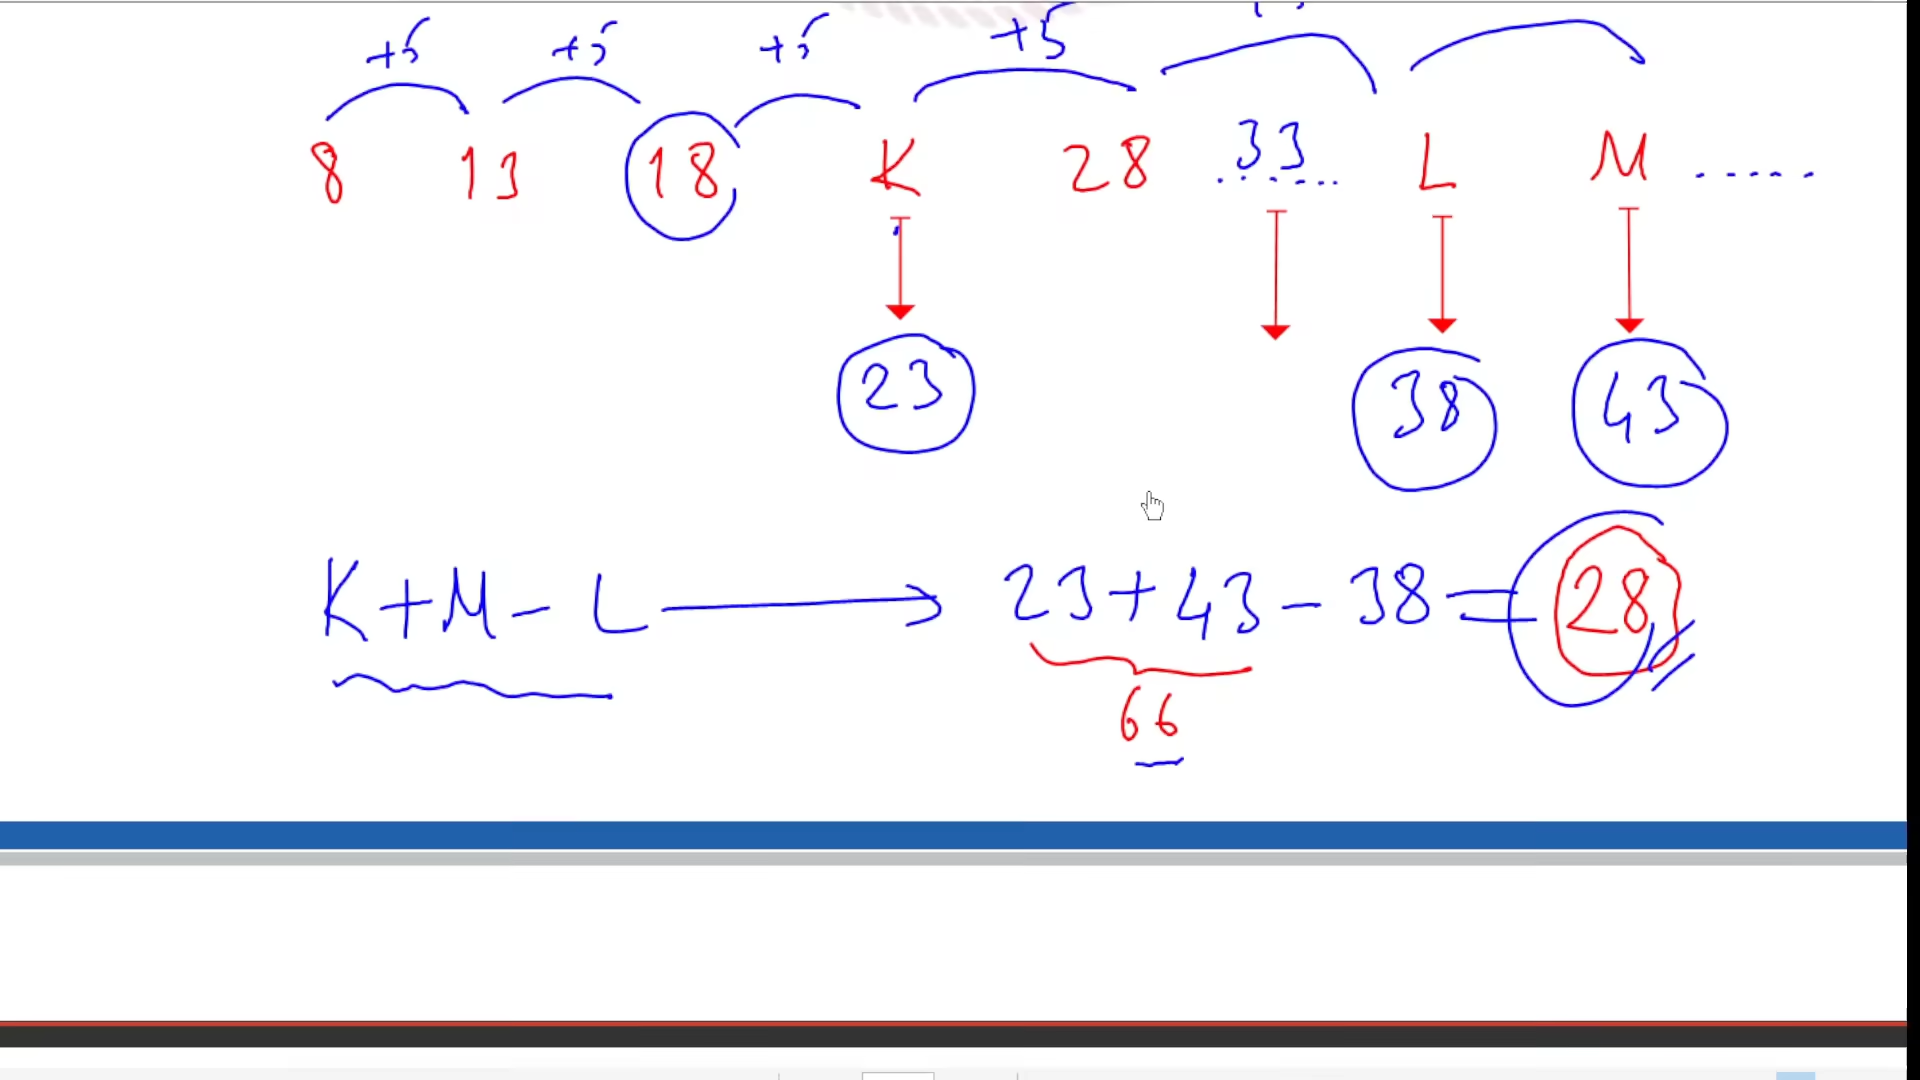 +5 +5 +5 +5
8 13 18 K 28 33 L M .....
23 38 43
K+M-L → 23+43-38=28
66